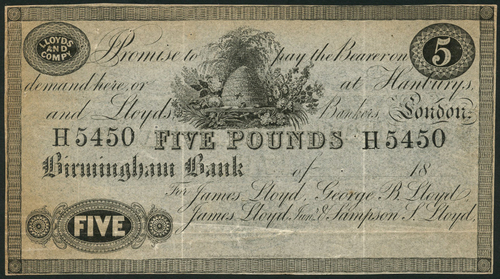 LLOYDS
AND
COMPY
5
Promise to pay the Bearer on
demand here, or at Hanburys,
and Lloyds Bankers, London.
H 5450 FIVE POUNDS H 5450
Birmingham Bank of 18
For James Lloyd, George B. Lloyd
FIVE
James Lloyd Junr. & Sampson S. Lloyd.